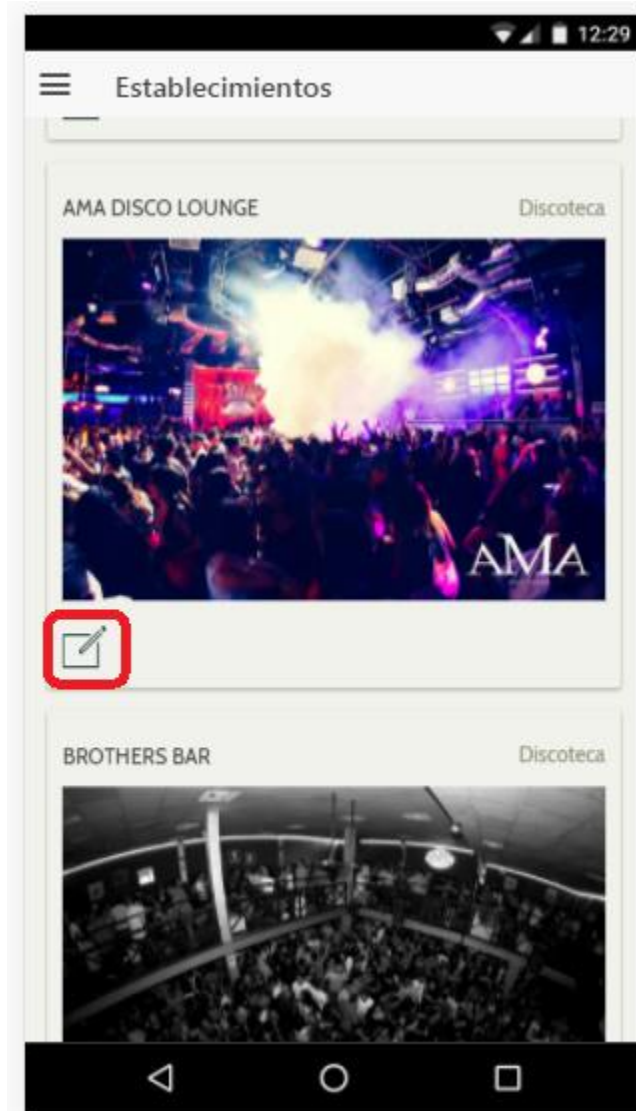 12:29
Establecimientos
AMA DISCO LOUNGE
Discoteca
AMA
BROTHERS BAR
Discoteca